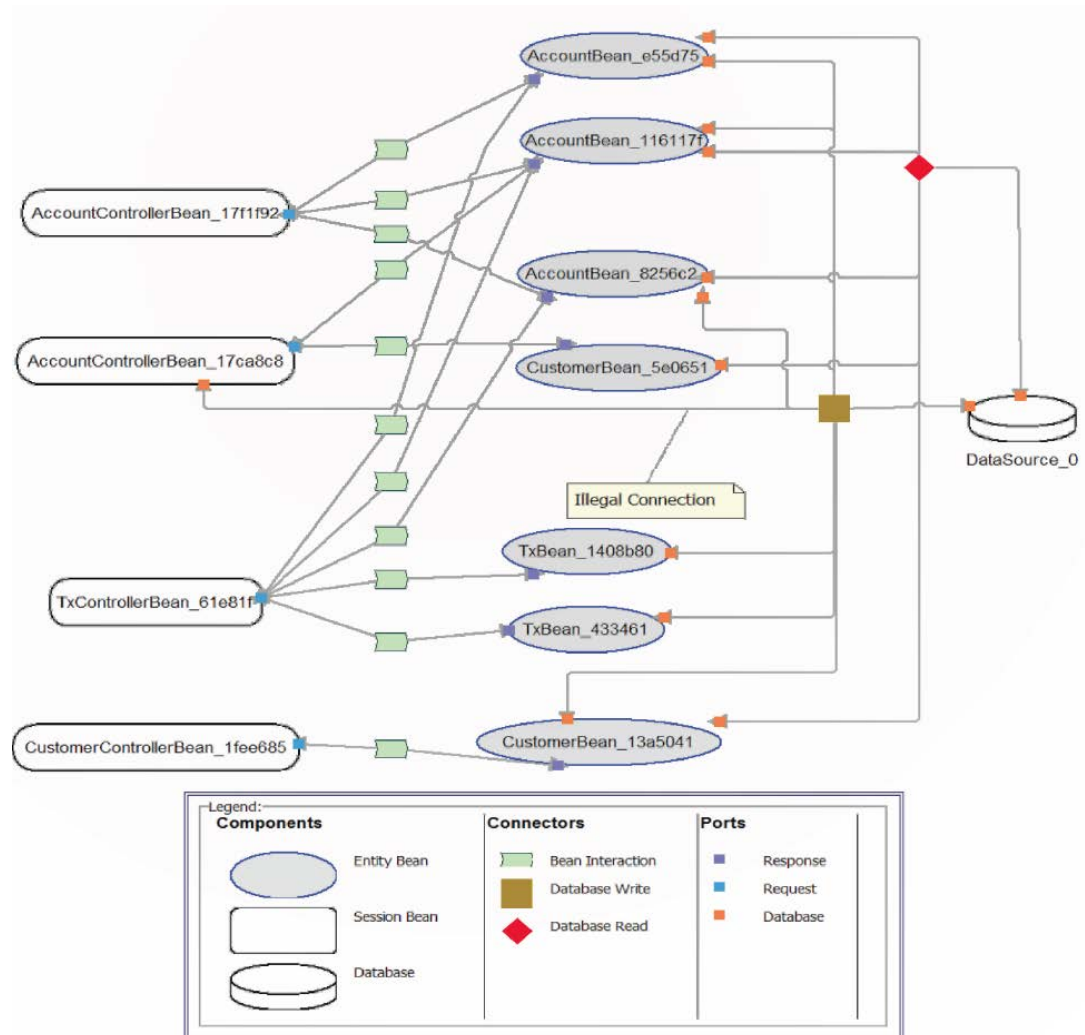 AccountBean_e55d75
AccountBean_116117f
AccountControllerBean_17f1f92
AccountBean_8256c2
AccountControllerBean_17ca8c8
CustomerBean_5e0651
DataSource_0
Illegal Connection
TxBean_1408b80
TxControllerBean_61e81f
TxBean_433461
CustomerControllerBean_1fee685
CustomerBean_13a5041
Legend:
Components
Connectors
Ports
Entity Bean
Bean Interaction
Response
Database Write
Request
Session Bean
Database Read
Database
Database